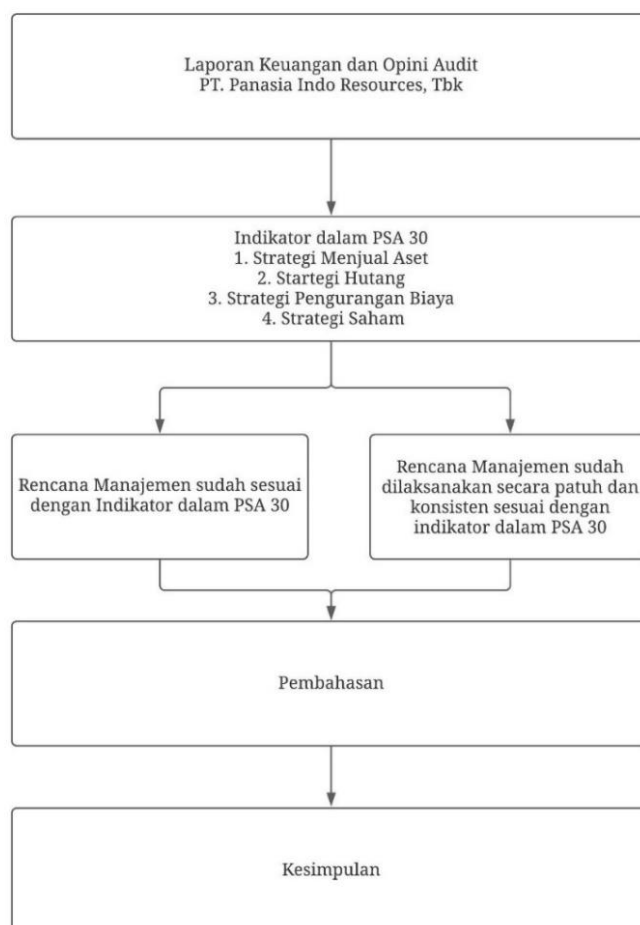 Laporan Keuangan dan Opini Audit
PT. Panasia Indo Resources, Tbk
Indikator dalam PSA 30
1. Strategi Menjual Aset
2. Startegi Hutang
3. Strategi Pengurangan Biaya
4. Strategi Saham
Rencana Manajemen sudah sesuai
dengan Indikator dalam PSA 30
Rencana Manajemen sudah
dilaksanakan secara patuh dan
konsisten sesuai dengan
indikator dalam PSA 30
Pembahasan
Kesimpulan